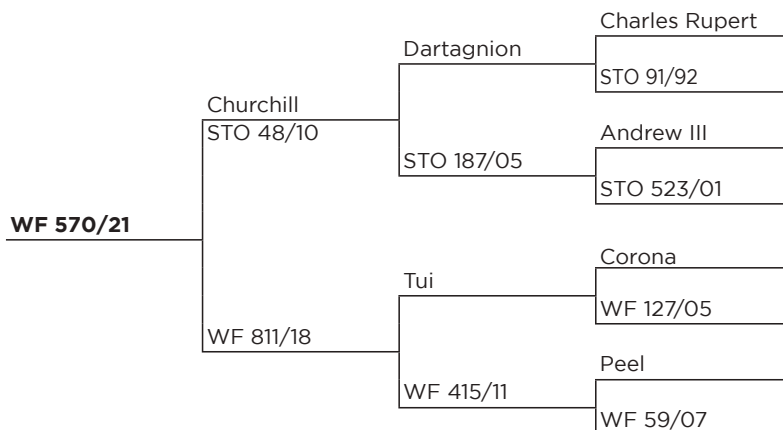 Charles Rupert
Dartagnion
STO 91/92
Churchill
STO 48/10
Andrew III
STO 187/05
STO 523/01
WF 570/21
Corona
Tui
WF 127/05
WF 811/18
Peel
WF 415/11
WF 59/07